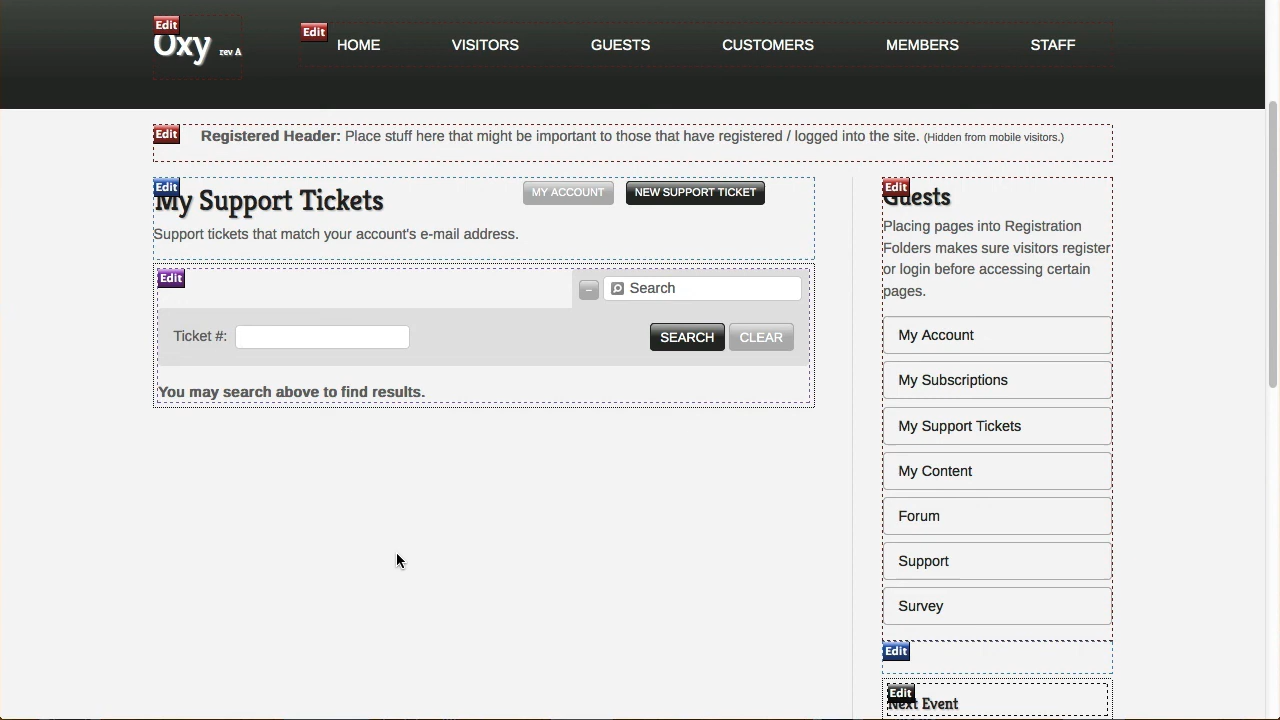 Edit
Oxy rev A
Edit
HOME VISITORS GUESTS CUSTOMERS MEMBERS STAFF
Edit
Registered Header: Place stuff here that might be important to those that have registered / logged into the site. (Hidden from mobile visitors.)
Edit
My Support Tickets
MY ACCOUNT NEW SUPPORT TICKET
Support tickets that match your account's e-mail address.
Edit
Search
Ticket #:
SEARCH CLEAR
You may search above to find results.
Edit
Guests
Placing pages into Registration
Folders makes sure visitors register
or login before accessing certain
pages.
My Account
My Subscriptions
My Support Tickets
My Content
Forum
Support
Survey
Edit
Edit
Next Event